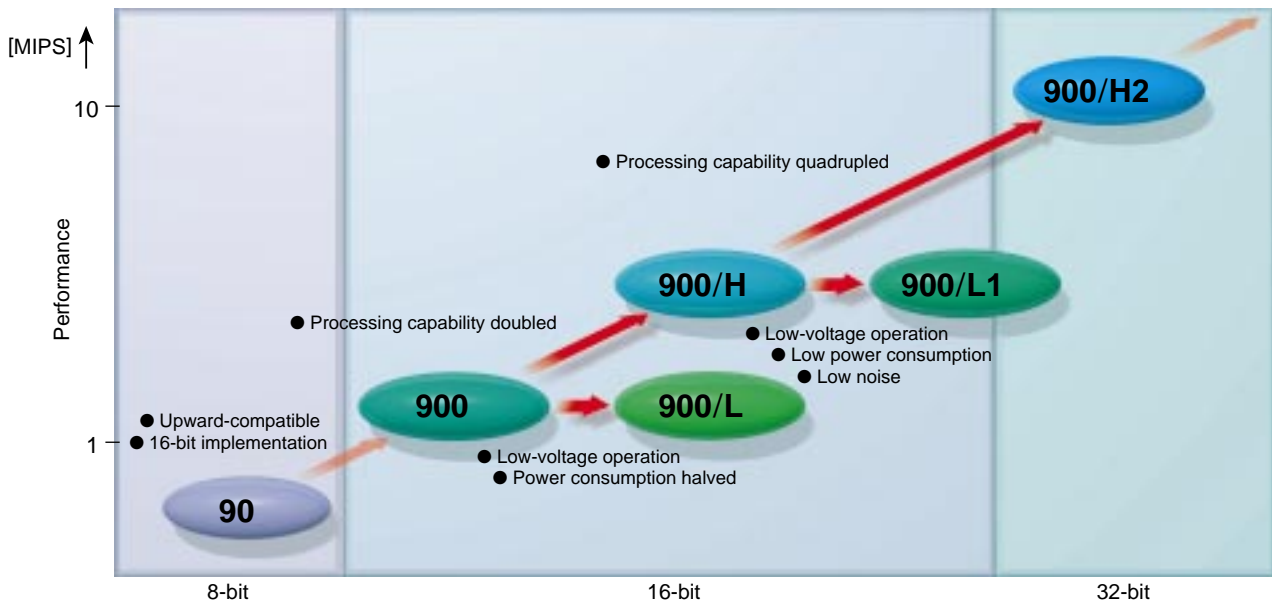 [MIPS]
10
900/H2
● Processing capability quadrupled
Performance
900/H
900/L1
● Processing capability doubled
● Low-voltage operation
● Low power consumption
● Low noise
900
900/L
● Upward-compatible
● 16-bit implementation
1
● Low-voltage operation
● Power consumption halved
90
8-bit
16-bit
32-bit